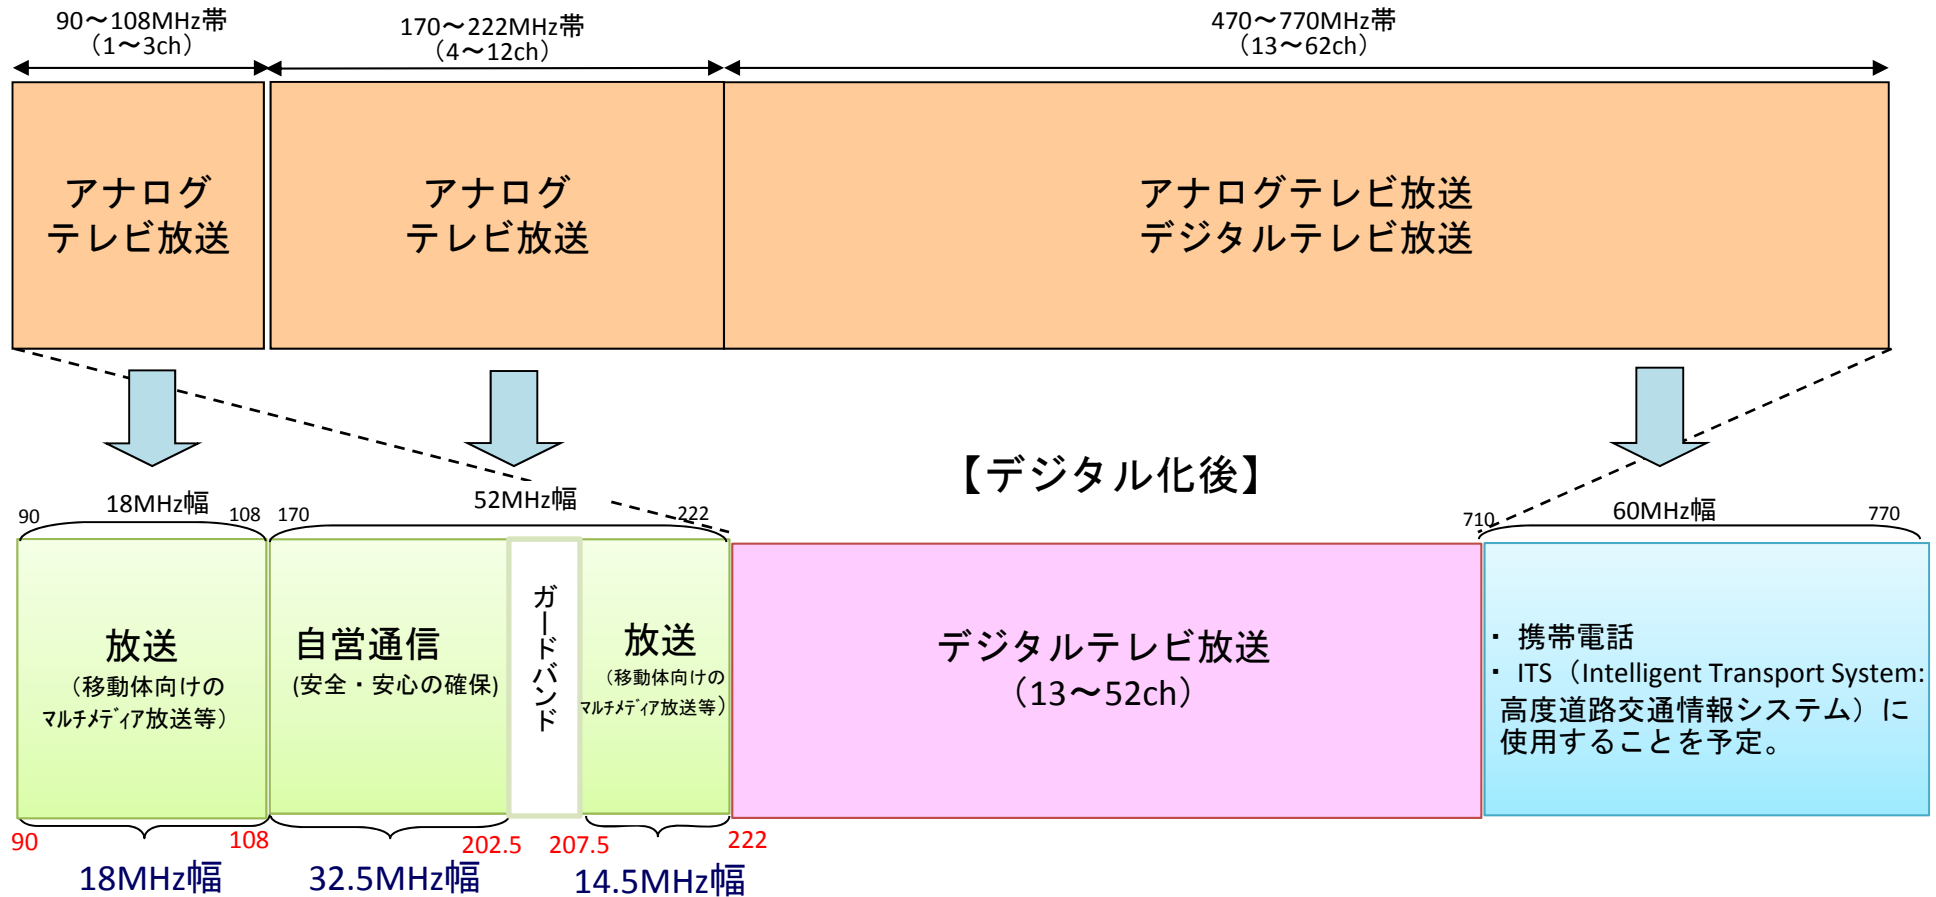 90～108MHz帯
（1～3ch）
170～222MHz帯
（4～12ch）
470～770MHz帯
（13～62ch）
アナログ
テレビ放送
アナログ
テレビ放送
アナログテレビ放送
デジタルテレビ放送
【デジタル化後】
90
18MHz幅
108
170
52MHz幅
222
710
60MHz幅
770
放送
（移動体向けの
ﾏﾙﾁﾒﾃﾞｨｱ放送等）
自営通信
(安全・安心の確保)
ガードバンド
放送
（移動体向けの
ﾏﾙﾁﾒﾃﾞｨｱ放送等）
デジタルテレビ放送
（13～52ch）
・ 携帯電話
・ ITS（Intelligent Transport System:
高度道路交通情報システム）に
使用することを予定。
90
108
202.5
207.5
222
18MHz幅
32.5MHz幅
14.5MHz幅